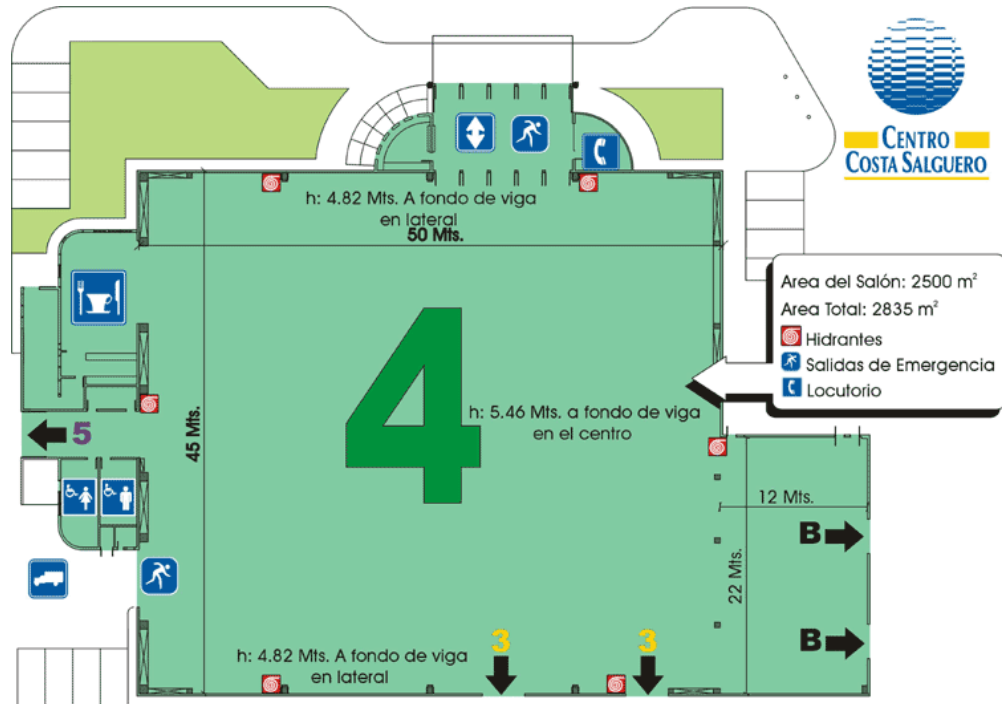 CENTRO
COSTA SALGUERO
h: 4.82 Mts. A fondo de viga
en lateral
50 Mts.
Area del Salón: 2500 m²
Area Total: 2835 m²
Hidrantes
Salidas de Emergencia
Locutorio
4
h: 5.46 Mts. a fondo de viga
en el centro
45 Mts.
5
12 Mts.
B
22 Mts.
B
3
3
h: 4.82 Mts. A fondo de viga
en lateral